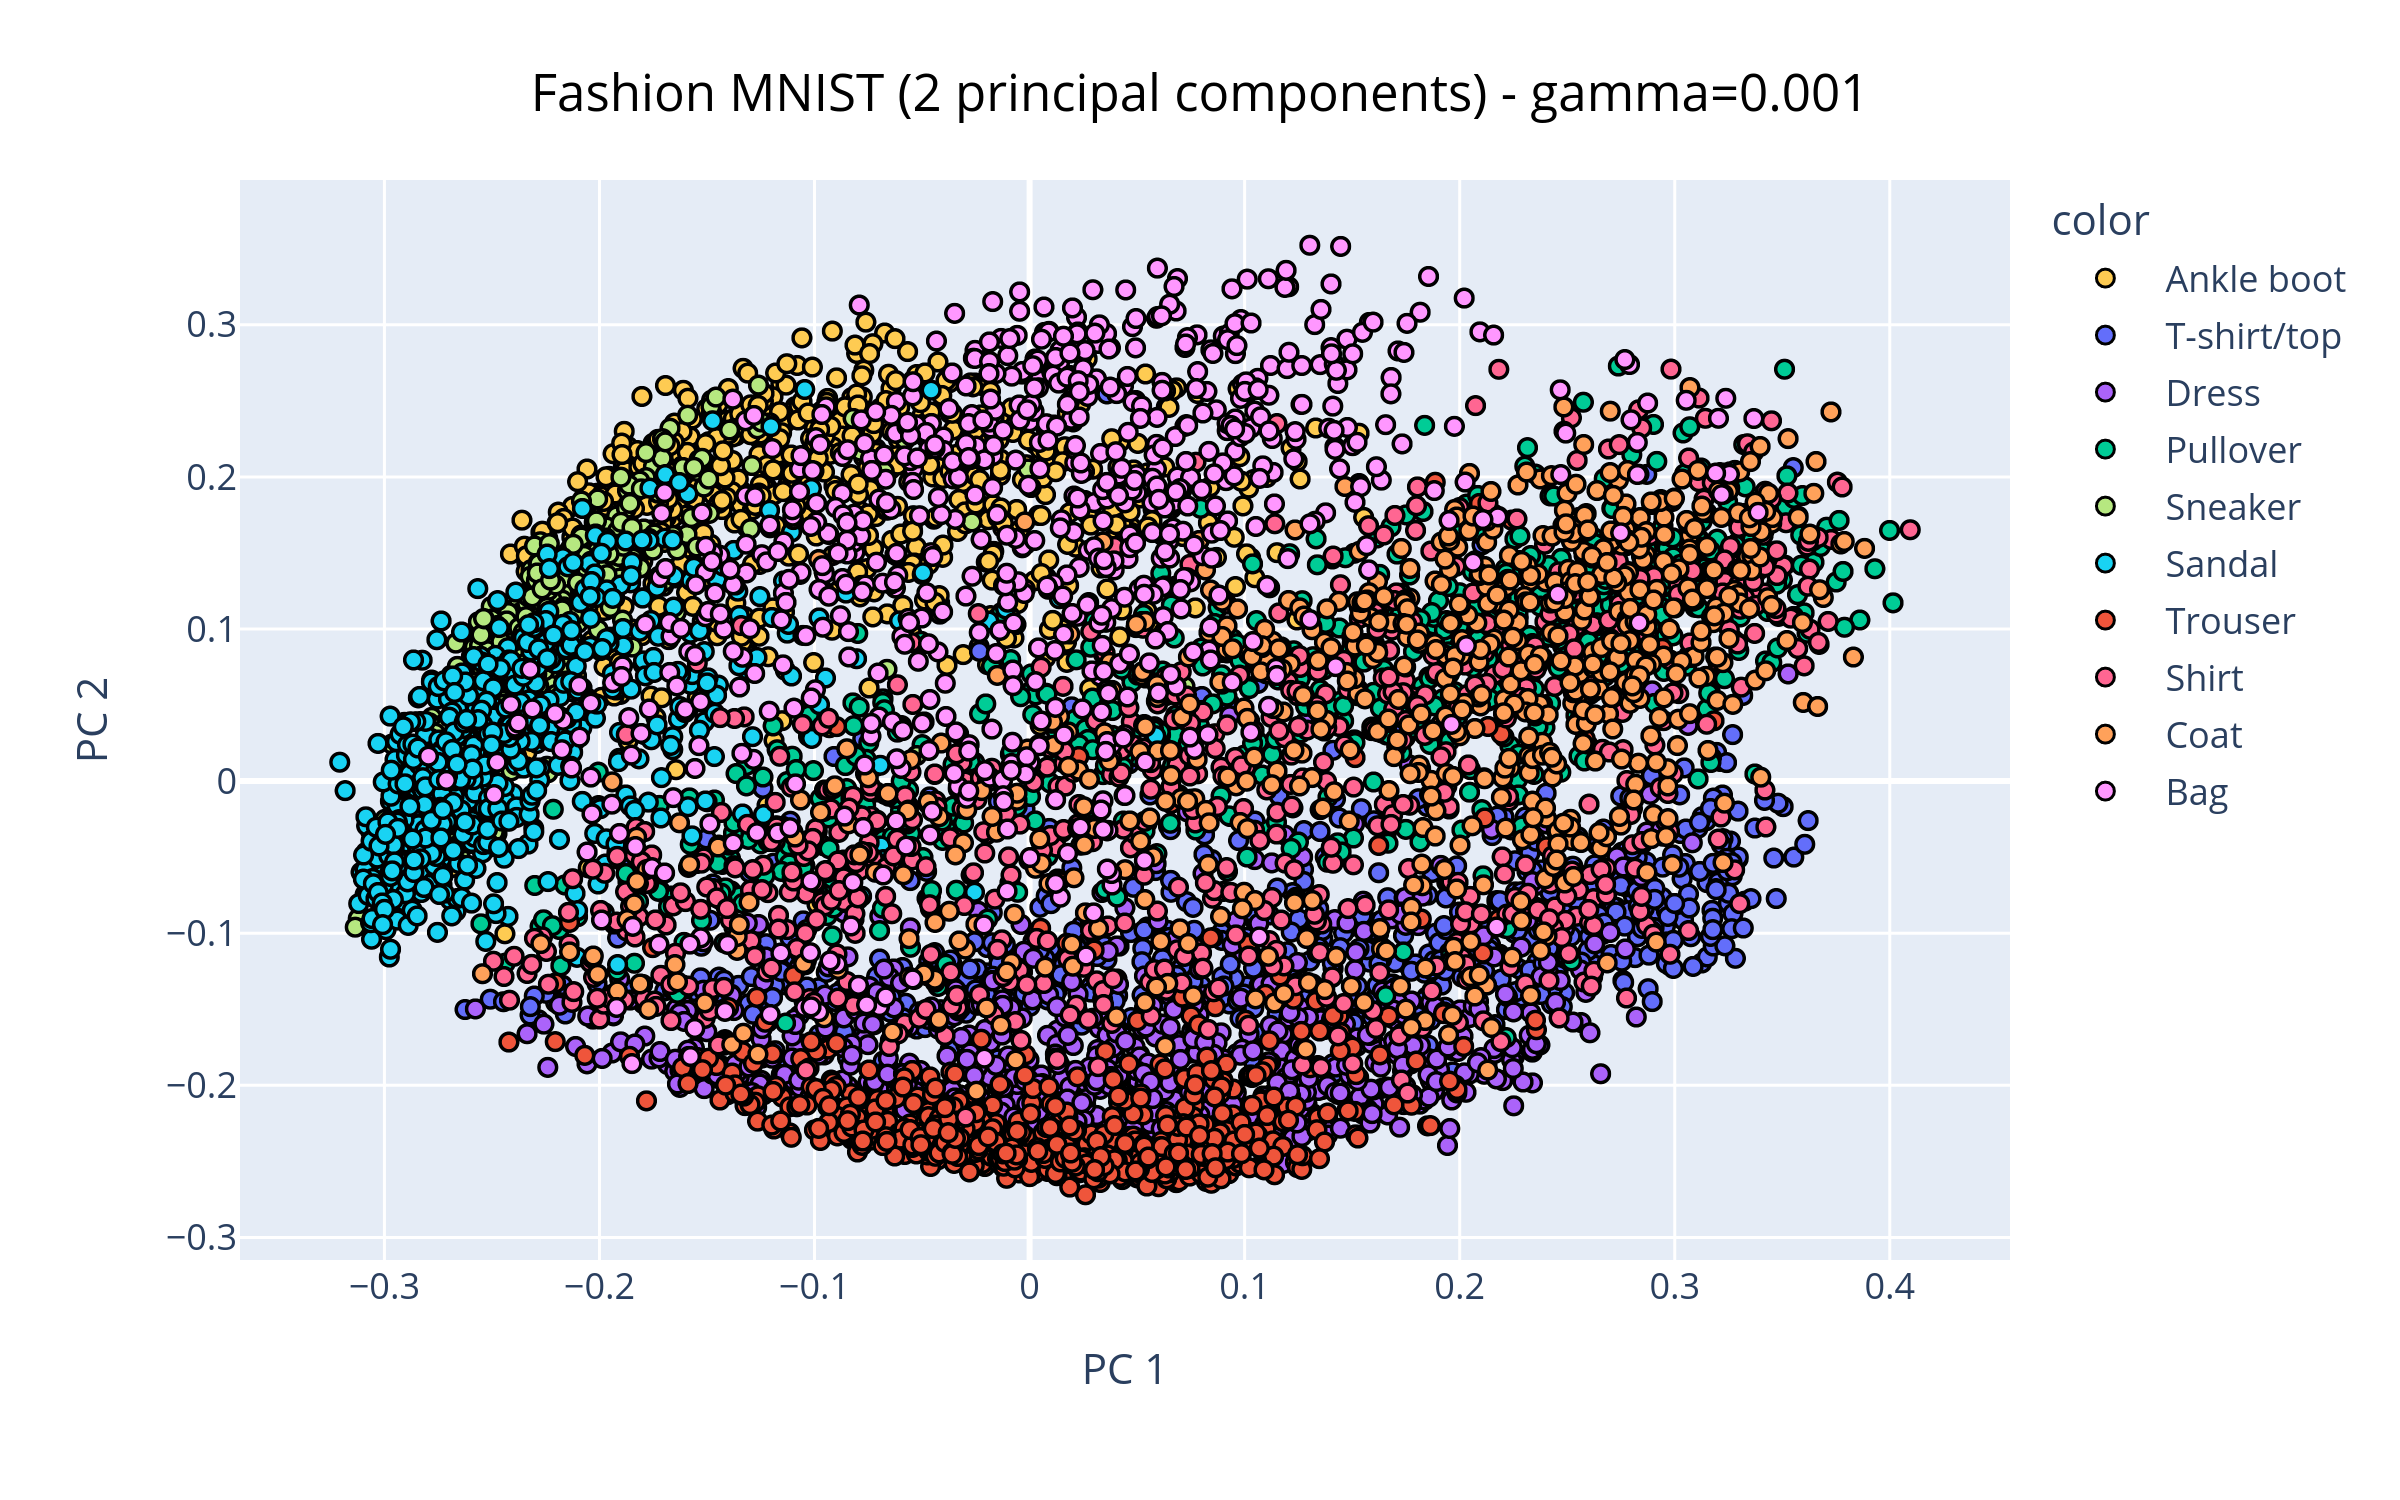 Fashion MNIST (2 principal components) - gamma=0.001
color
Ankle boot
T-shirt/top
Dress
Pullover
Sneaker
Sandal
Trouser
Shirt
Coat
Bag
PC 2
0.3
0.2
0.1
0
−0.1
−0.2
−0.3
−0.3
−0.2
−0.1
0
0.1
0.2
0.3
0.4
PC 1